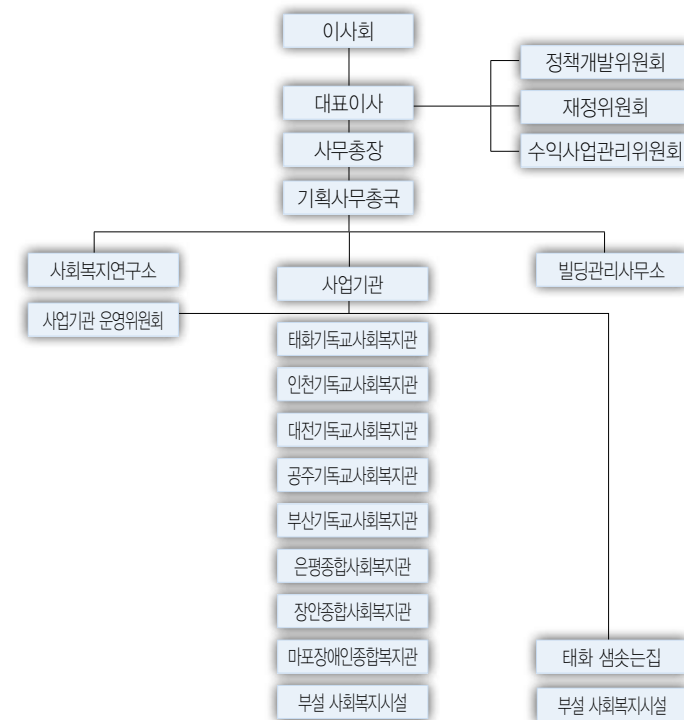 이사회
정책개발위원회
대표이사
재정위원회
사무총장
수익사업관리위원회
기획사무총국
사회복지연구소
사업기관
빌딩관리사무소
사업기관 운영위원회
태화기독교사회복지관
인천기독교사회복지관
대전기독교사회복지관
공주기독교사회복지관
부산기독교사회복지관
은평종합사회복지관
장안종합사회복지관
마포장애인종합복지관
태화 샘솟는집
부설 사회복지시설
부설 사회복지시설